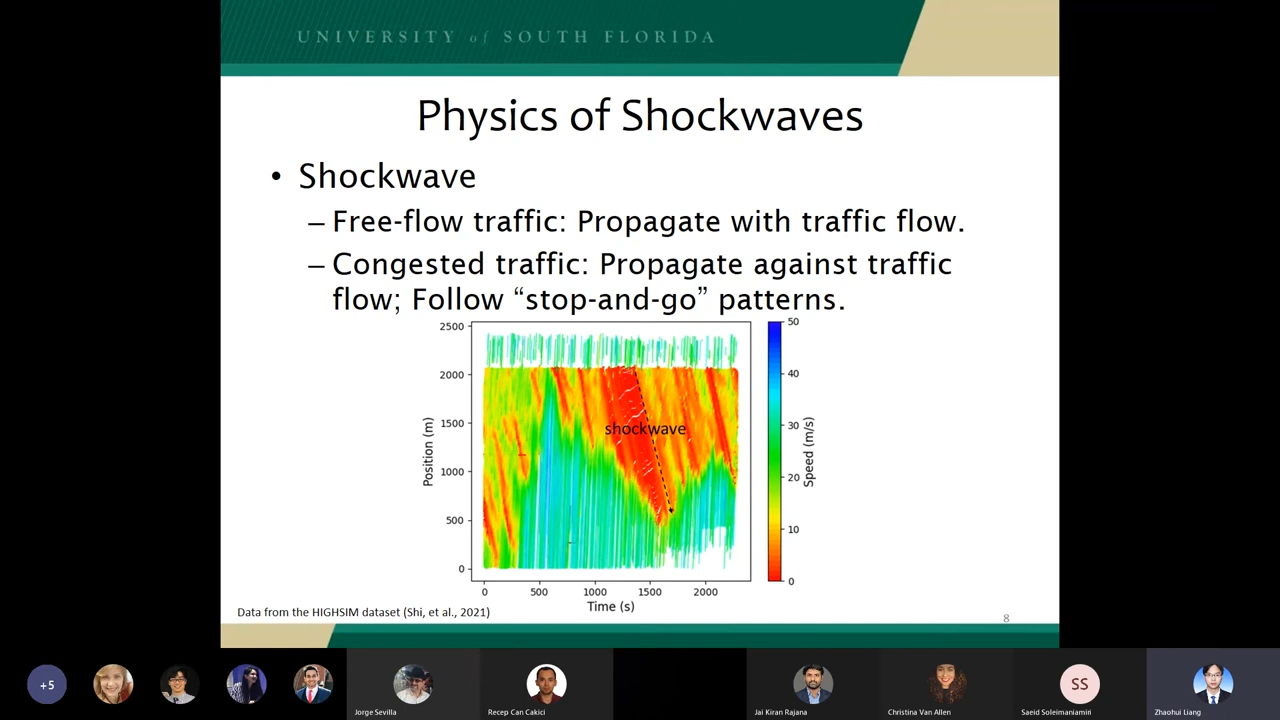 UNIVERSITY of SOUTH FLORIDA
Physics of Shockwaves
• Shockwave
– Free-flow traffic: Propagate with traffic flow.
– Congested traffic: Propagate against traffic
flow; Follow “stop-and-go” patterns.
2500
2000
1500
1000
500
0
Position (m)
shockwave
0 500 1000 1500 2000
Time (s)
50
40
30
20
10
0
Speed (m/s)
Data from the HIGHSIM dataset (Shi, et al., 2021)
8
+5
SS
Jorge Sevilla
Recep Can Cakici
Jai Kiran Rajana
Christina Van Allen
Saeid Soleimaniamiri
Zhaohui Liang